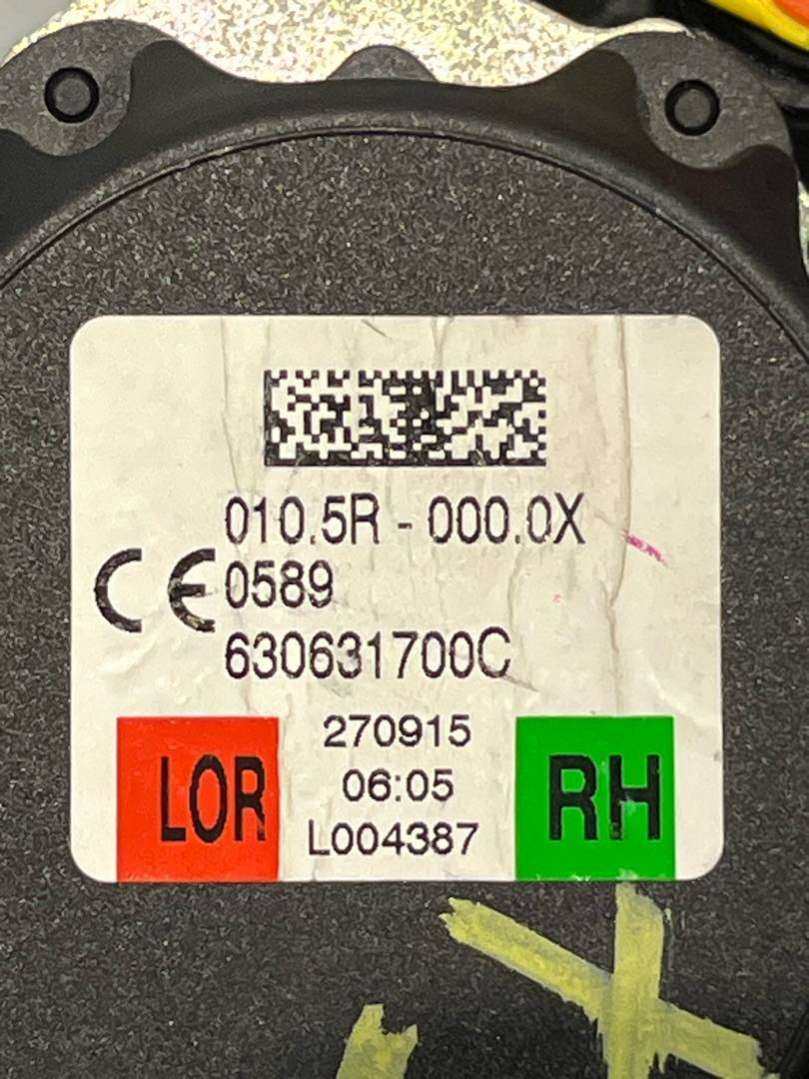 010.5R - 000.0X
CE 0589
630631700C
270915
06:05
L004387
LOR
RH